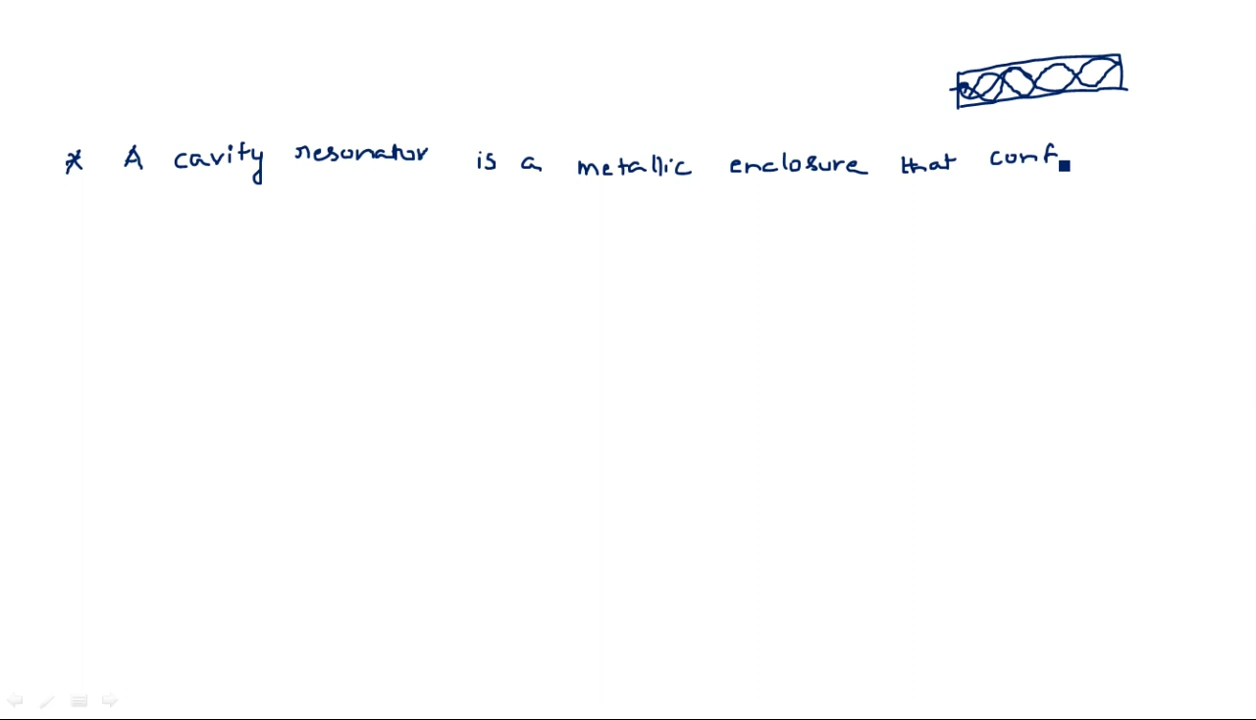 * A cavity resonator is a metallic enclosure that conf